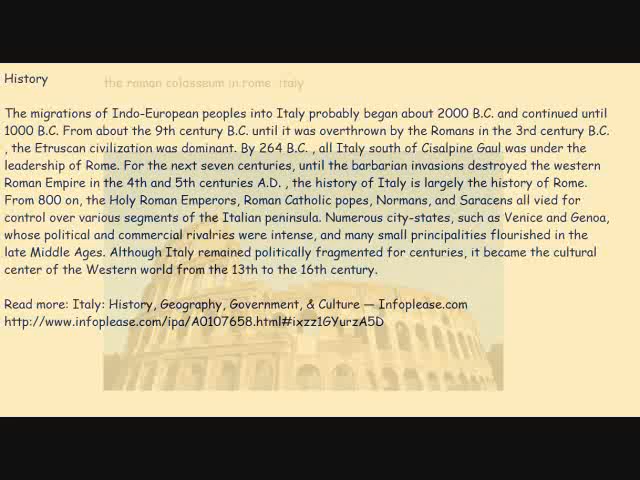 History
the roman colosseum in rome italy
The migrations of Indo-European peoples into Italy probably began about 2000 B.C. and continued until
1000 B.C. From about the 9th century B.C. until it was overthrown by the Romans in the 3rd century B.C.
, the Etruscan civilization was dominant. By 264 B.C. , all Italy south of Cisalpine Gaul was under the
leadership of Rome. For the next seven centuries, until the barbarian invasions destroyed the western
Roman Empire in the 4th and 5th centuries A.D. , the history of Italy is largely the history of Rome.
From 800 on, the Holy Roman Emperors, Roman Catholic popes, Normans, and Saracens all vied for
control over various segments of the Italian peninsula. Numerous city-states, such as Venice and Genoa,
whose political and commercial rivalries were intense, and many small principalities flourished in the
late Middle Ages. Although Italy remained politically fragmented for centuries, it became the cultural
center of the Western world from the 13th to the 16th century.
Read more: Italy: History, Geography, Government, & Culture — Infoplease.com
http://www.infoplease.com/ipa/A0107658.html#ixzz1GYurzA5D